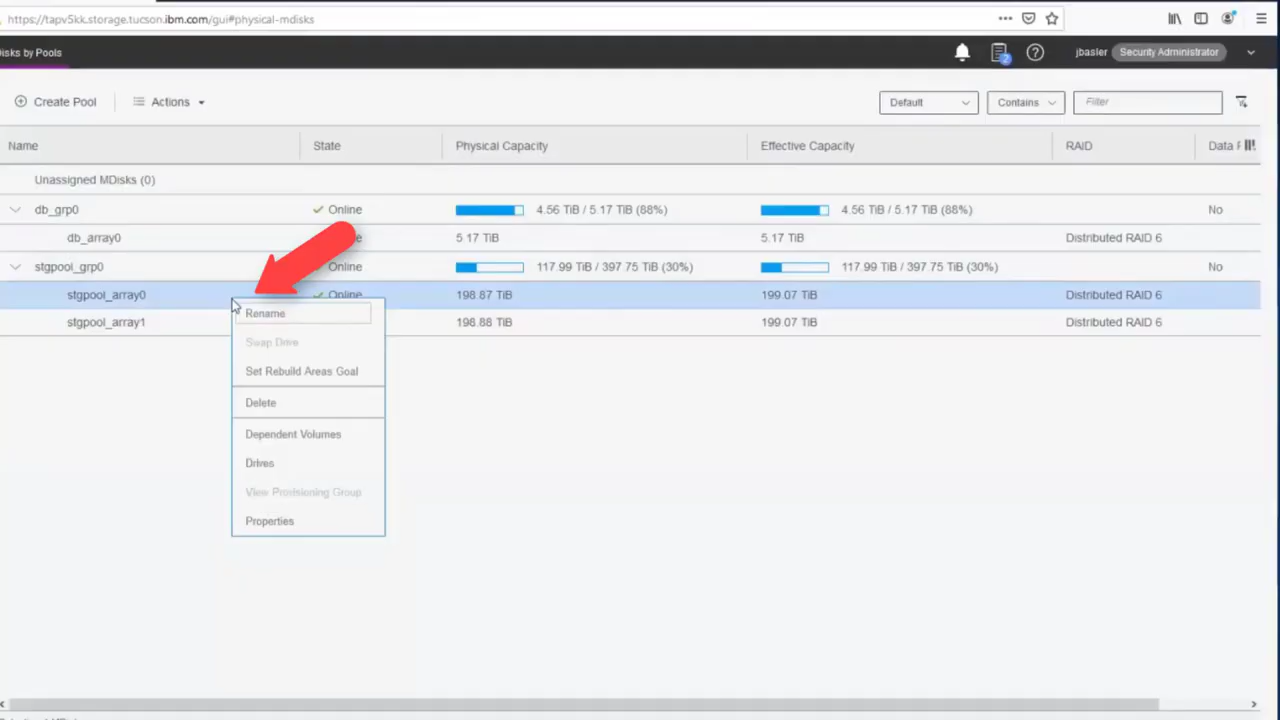 https://tapv5kk.storage.tucson.ibm.com/gui#physical-mdisks
Disks by Pools
2
jbasler Security Administrator
Create Pool Actions Default Contains Filter
Name State Physical Capacity Effective Capacity RAID Data
Unassigned MDisks (0)
db_grp0 Online 4.56 TiB / 5.17 TiB (88%) 4.56 TiB / 5.17 TiB (88%) No
db_array0 5.17 TiB 5.17 TiB Distributed RAID 6
stgpool_grp0 Online 117.99 TiB / 397.75 TiB (30%) 117.99 TiB / 397.75 TiB (30%) No
stgpool_array0 Online 198.87 TiB 199.07 TiB Distributed RAID 6
stgpool_array1 198.88 TiB 199.07 TiB Distributed RAID 6
Rename
Swap Drive
Set Rebuild Areas Goal
Delete
Dependent Volumes
Drives
View Provisioning Group
Properties